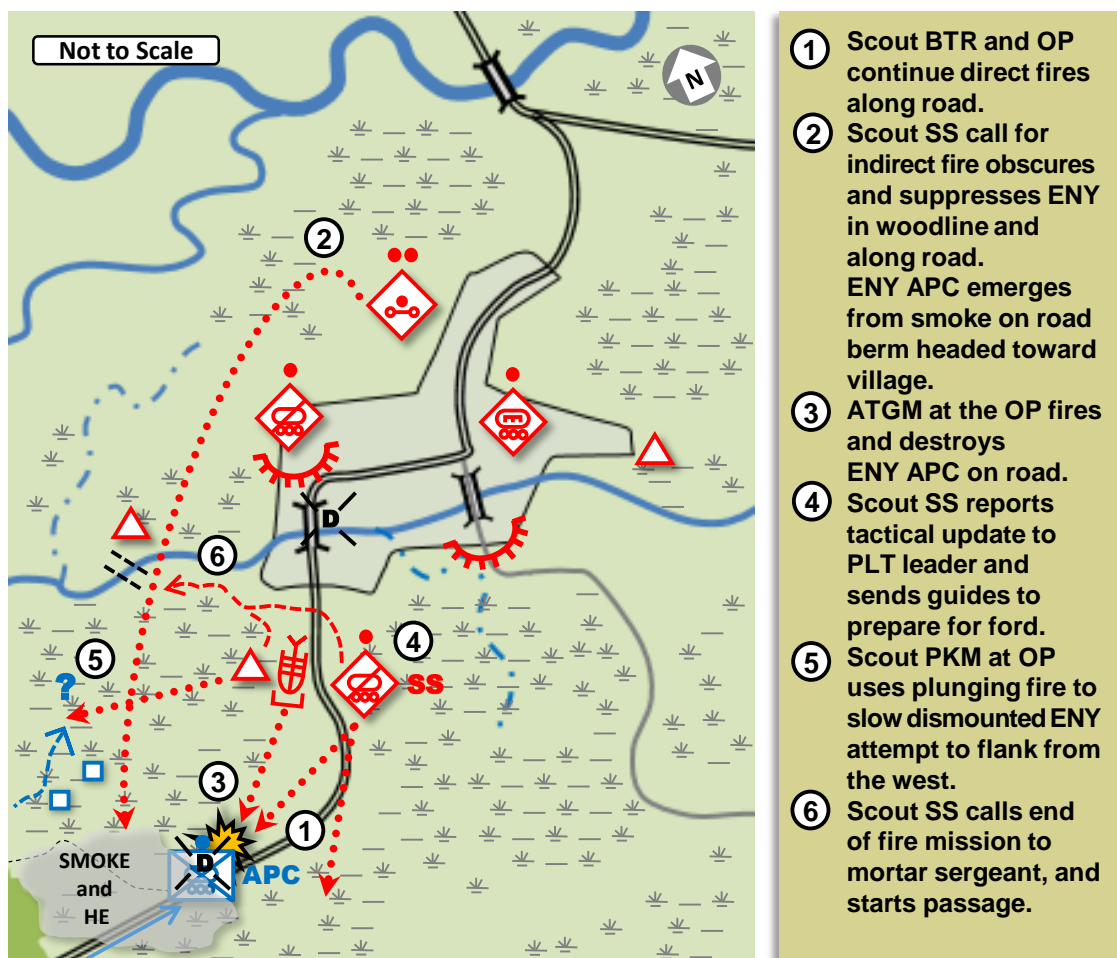 Not to Scale
N
2
D
6
4
SS
5
?
3
1
D
APC
SMOKE
and
HE
1 Scout BTR and OP
continue direct fires
along road.
2 Scout SS call for
indirect fire obscures
and suppresses ENY
in woodline and
along road.
ENY APC emerges
from smoke on road
berm headed toward
village.
3 ATGM at the OP fires
and destroys
ENY APC on road.
4 Scout SS reports
tactical update to
PLT leader and
sends guides to
prepare for ford.
5 Scout PKM at OP
uses plunging fire to
slow dismounted ENY
attempt to flank from
the west.
6 Scout SS calls end
of fire mission to
mortar sergeant, and
starts passage.